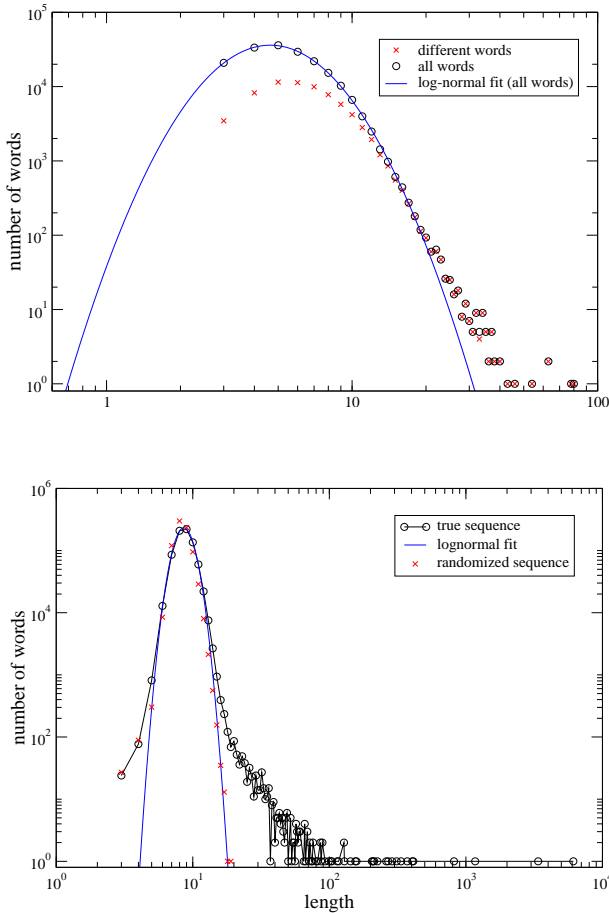 10^5
10^4
10^3
10^2
10^1
10^0
number of words
× different words
○ all words
log-normal fit (all words)
1
10
100
10^6
10^4
10^2
10^0
number of words
true sequence
lognormal fit
× randomized sequence
10^0
10^1
10^2
10^3
10^4
length